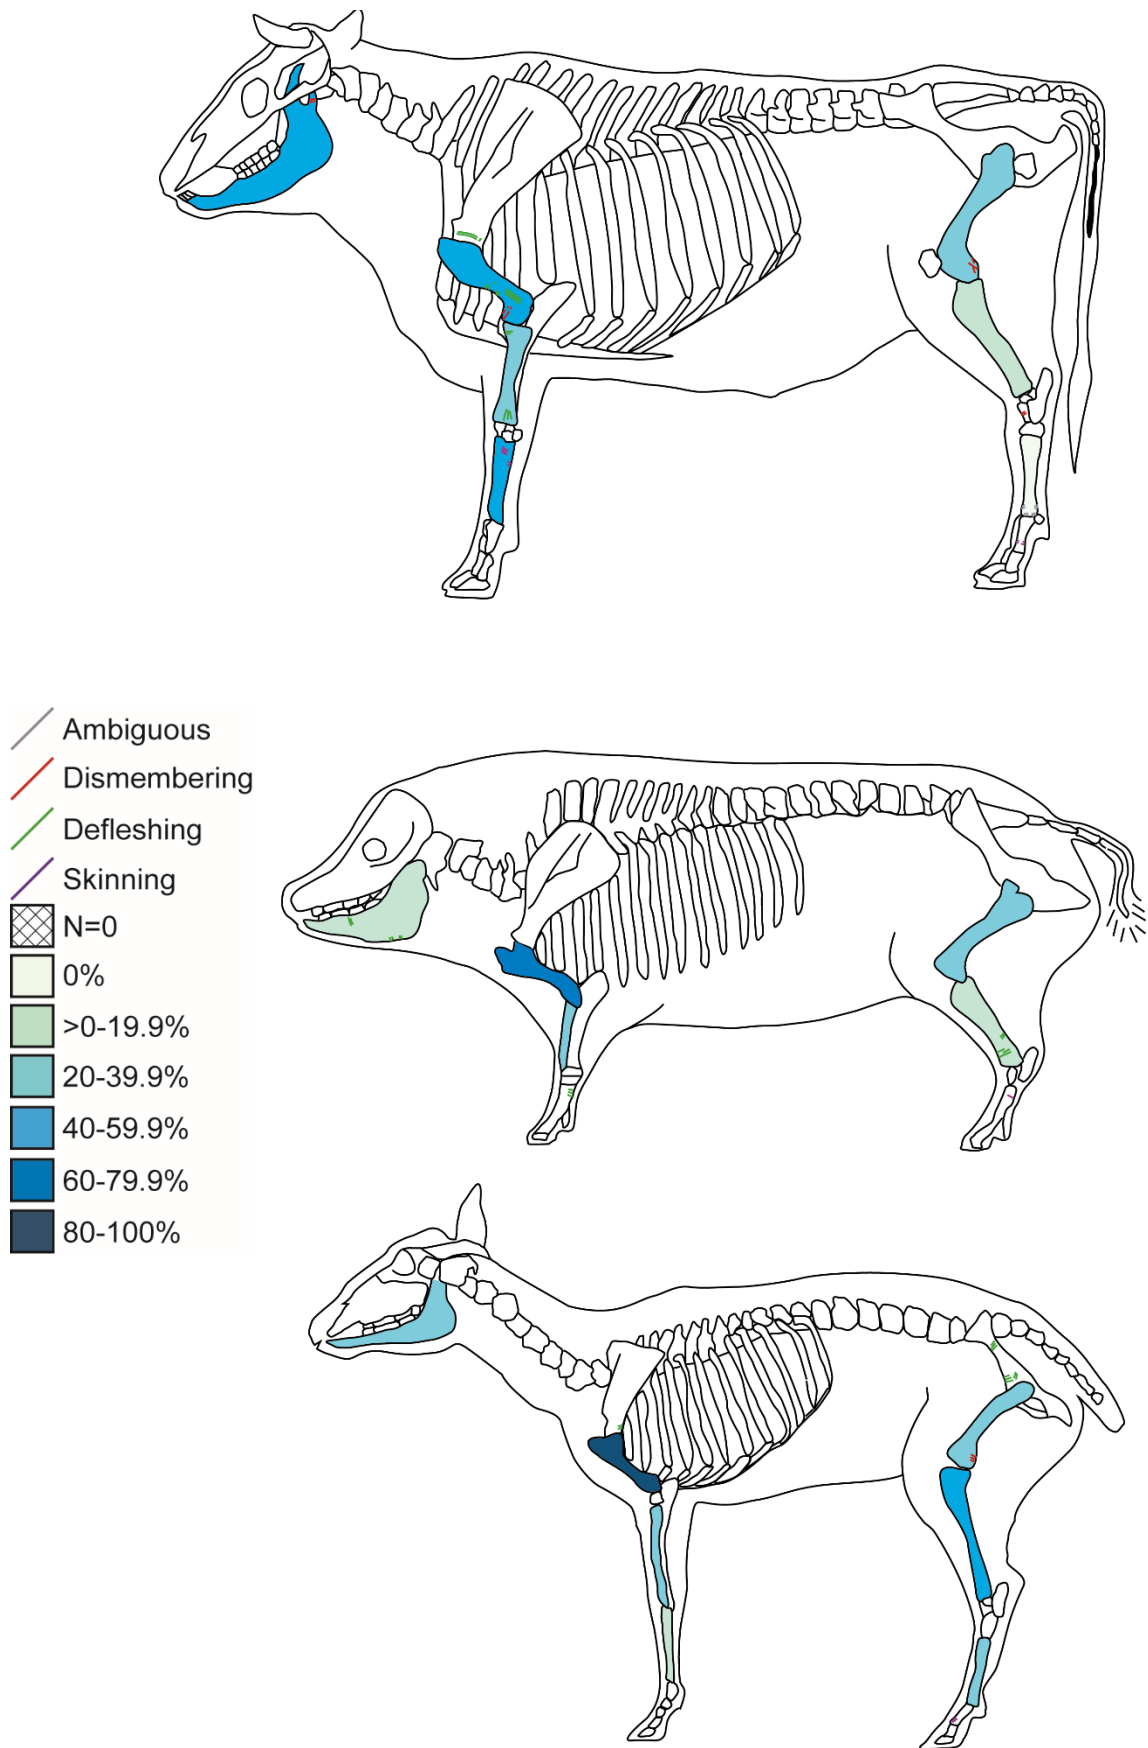 Ambiguous
Dismembering
Defleshing
Skinning
N=0
0%
>0-19.9%
20-39.9%
40-59.9%
60-79.9%
80-100%